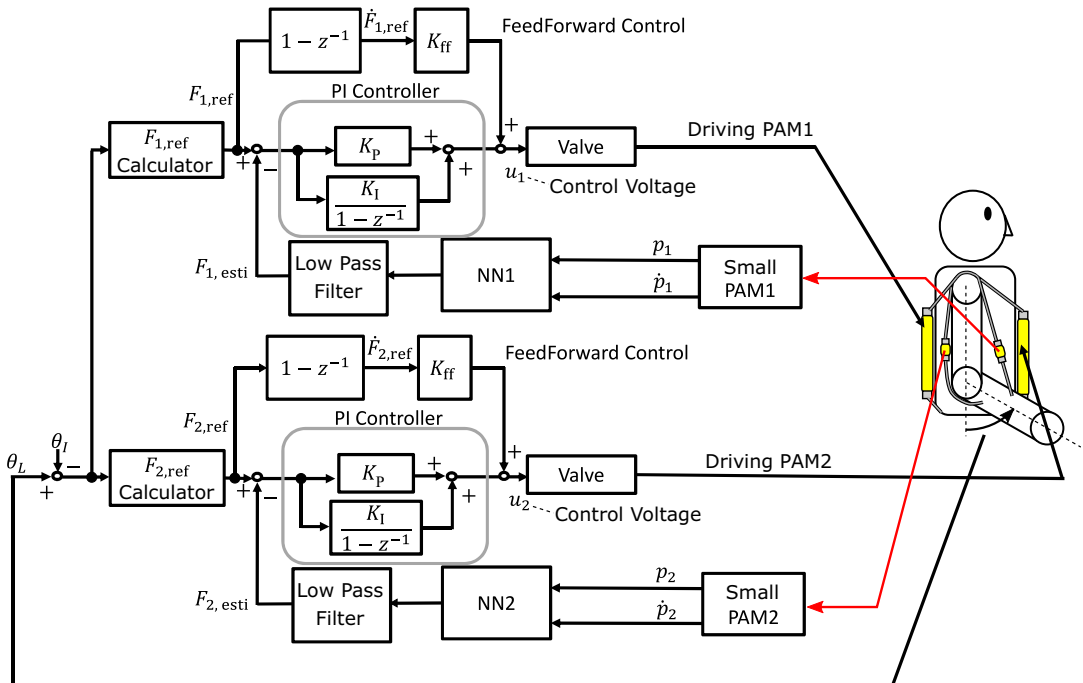 Ḟ1,ref
FeedForward Control
1 − z⁻¹
Kff
F1,ref
PI Controller
+
F1,ref
Calculator
+
−
KP
+
+
Valve
Driving PAM1
u1
Control Voltage
KI
1 − z⁻¹
F1, esti
Low Pass
Filter
NN1
p1
ṗ1
Small
PAM1
Ḟ2,ref
FeedForward Control
1 − z⁻¹
Kff
F2,ref
PI Controller
θL
θI
−
+
F2,ref
Calculator
+
−
KP
+
+
+
Valve
Driving PAM2
u2
Control Voltage
KI
1 − z⁻¹
F2, esti
Low Pass
Filter
NN2
p2
ṗ2
Small
PAM2